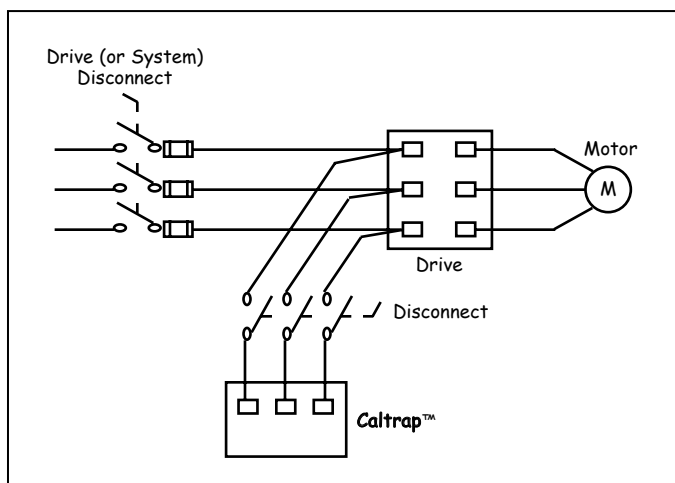 Drive (or System)
Disconnect
Motor
M
Drive
Disconnect
Caltrap™